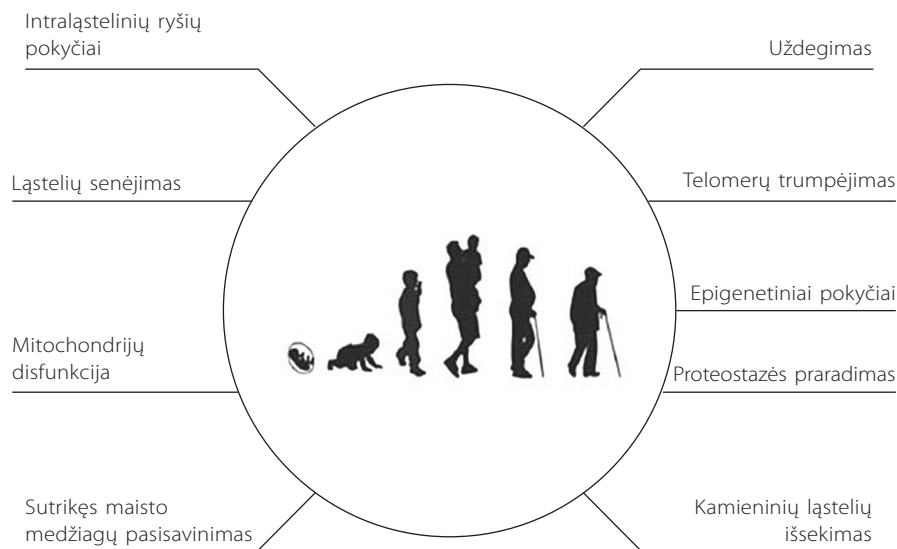 Intraląstelinių ryšių
pokyčiai
Uždegimas
Ląstelių senėjimas
Telomerų trumpėjimas
Epigenetiniai pokyčiai
Mitochondrijų
disfunkcija
Proteostazės praradimas
Sutrikęs maisto
medžiagų pasisavinimas
Kamieninių ląstelių
išsekimas